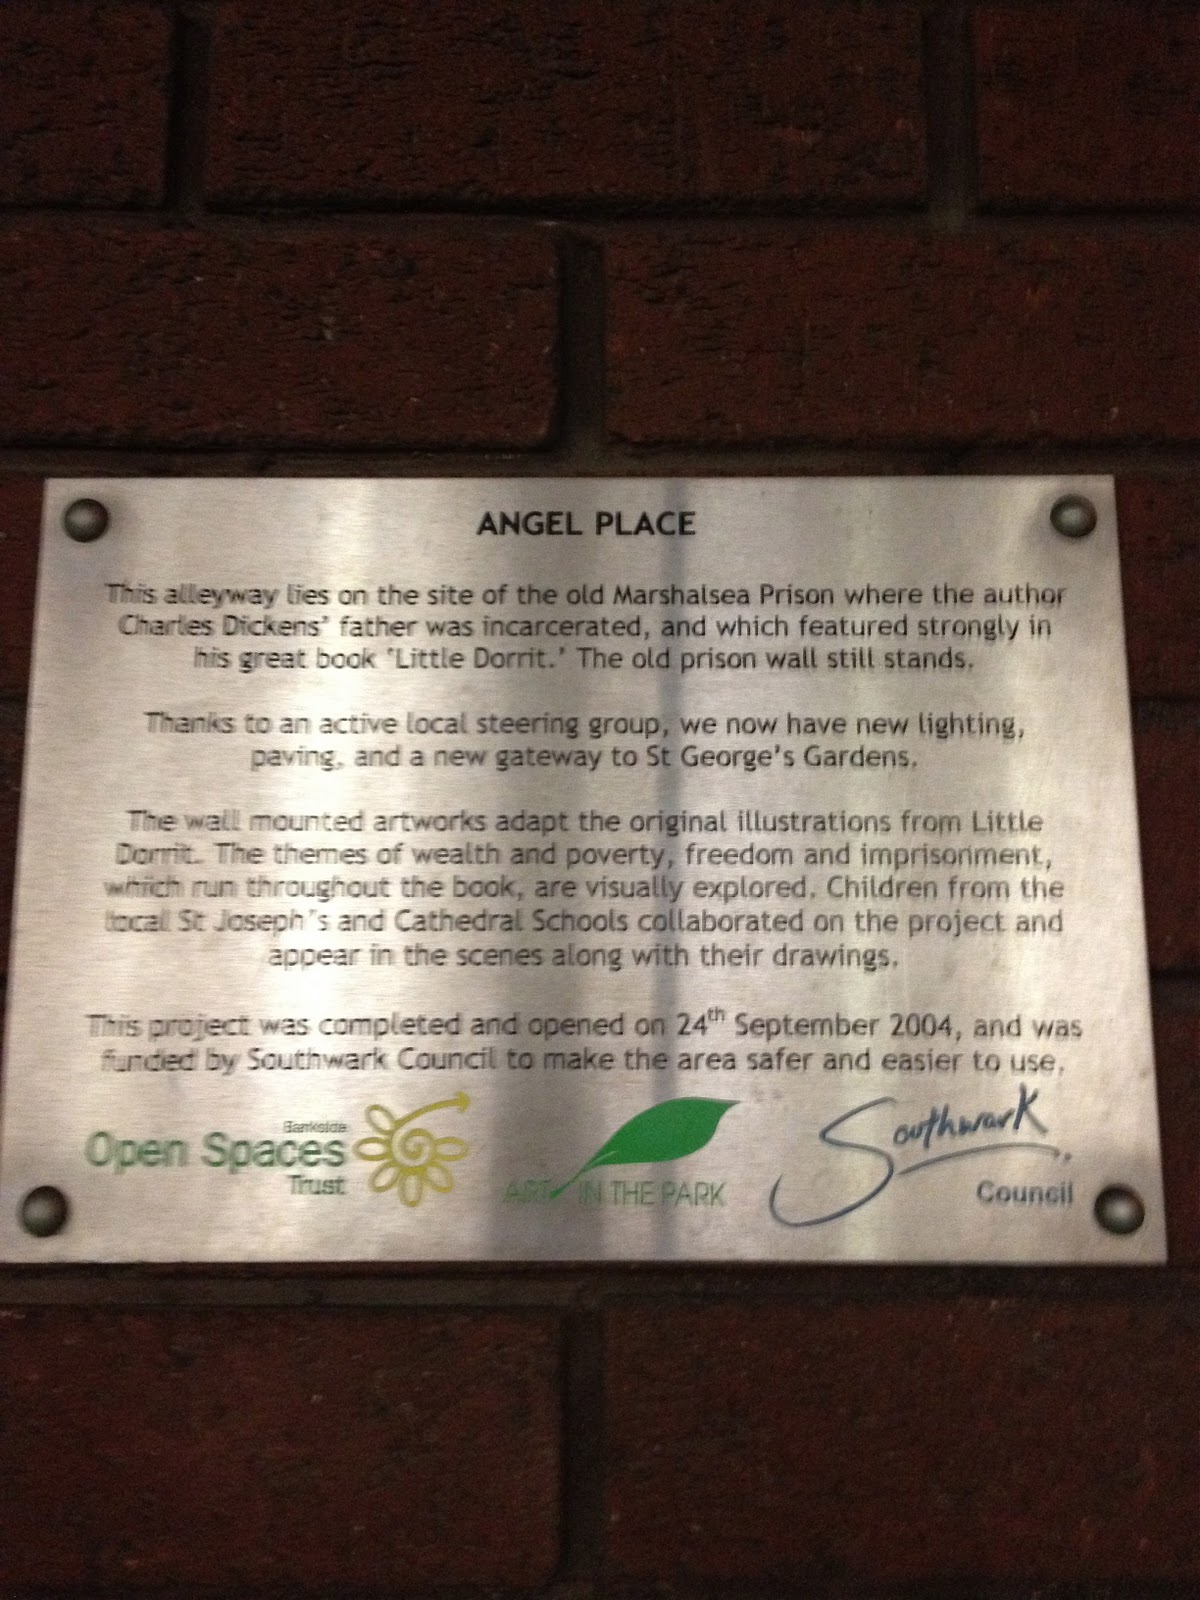 ANGEL PLACE
This alleyway lies on the site of the old Marshalsea Prison where the author
Charles Dickens' father was incarcerated, and which featured strongly in
his great book 'Little Dorrit.' The old prison wall still stands.
Thanks to an active local steering group, we now have new lighting,
paving, and a new gateway to St George's Gardens.
The wall mounted artworks adapt the original illustrations from Little
Dorrit. The themes of wealth and poverty, freedom and imprisonment,
which run throughout the book, are visually explored. Children from the
local St Joseph's and Cathedral Schools collaborated on the project and
appear in the scenes along with their drawings.
This project was completed and opened on 24th September 2004, and was
funded by Southwark Council to make the area safer and easier to use.
Bankside
Open Spaces
Trust
ART IN THE PARK
Southwark
Council